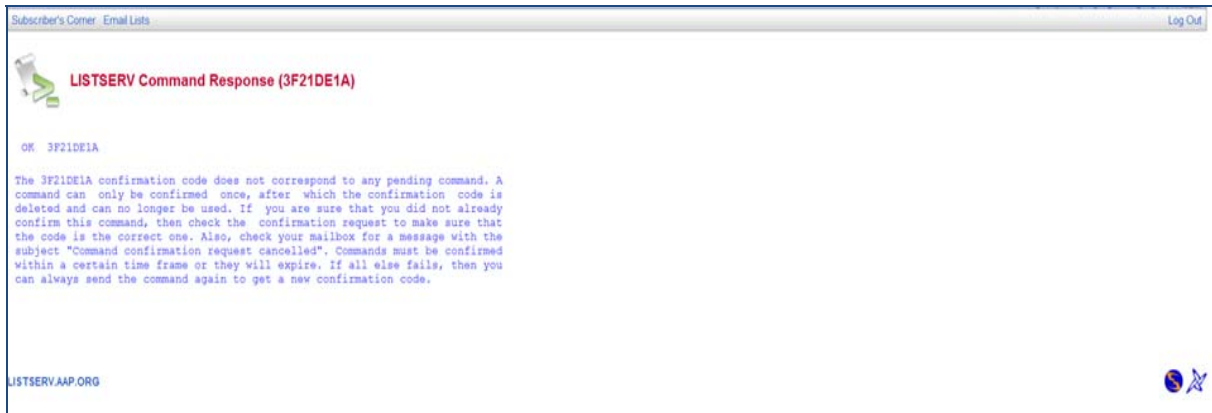 Subscriber's Corner Email Lists Log Out
LISTSERV Command Response (3F21DE1A)
OK 3F21DE1A
The 3F21DE1A confirmation code does not correspond to any pending command. A
command can only be confirmed once, after which the confirmation code is
deleted and can no longer be used. If you are sure that you did not already
confirm this command, then check the confirmation request to make sure that
the code is the correct one. Also, check your mailbox for a message with the
subject "Command confirmation request cancelled". Commands must be confirmed
within a certain time frame or they will expire. If all else fails, then you
can always send the command again to get a new confirmation code.
LISTSERV.AAP.ORG